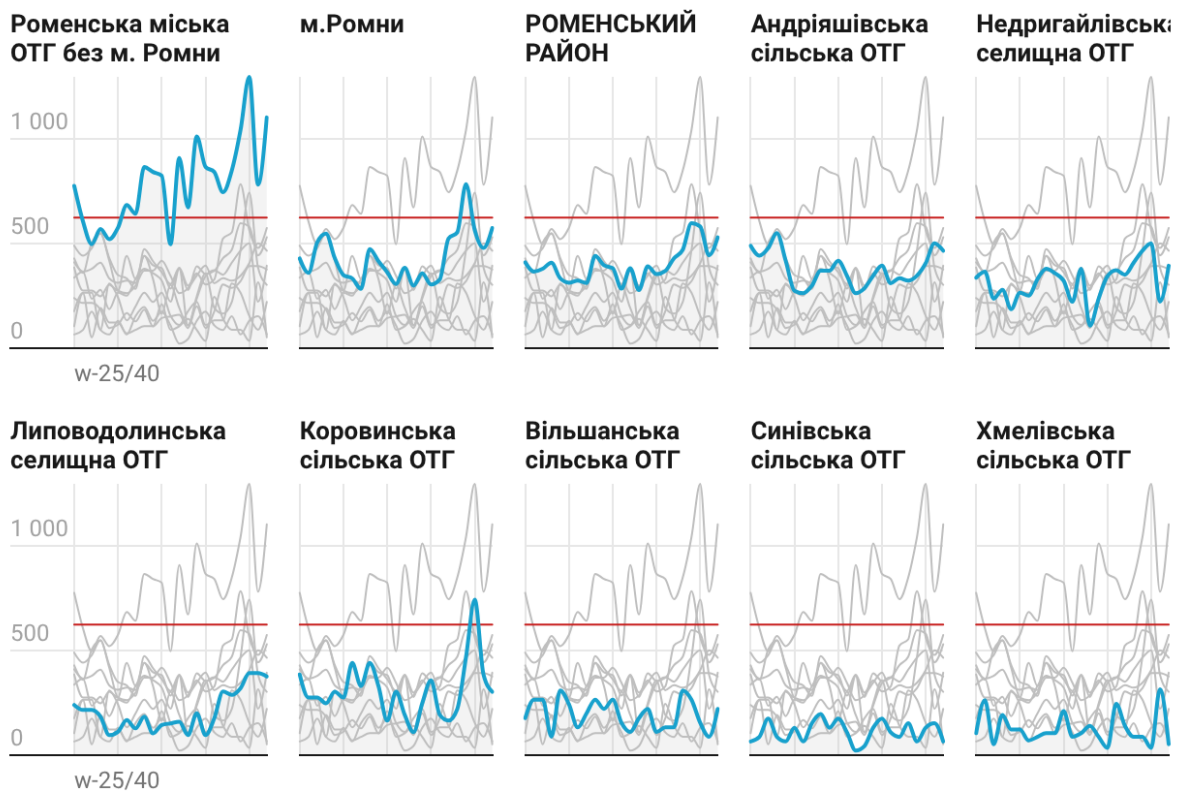 Роменська міська
ОТГ без м. Ромни
м.Ромни
РОМЕНСЬКИЙ
РАЙОН
Андріяшівська
сільська ОТГ
Недригайлівська
селищна ОТГ
1 000
500
0
w-25/40
Липоводолинська
селищна ОТГ
Коровинська
сільська ОТГ
Вільшанська
сільська ОТГ
Синівська
сільська ОТГ
Хмелівська
сільська ОТГ
1 000
500
0
w-25/40